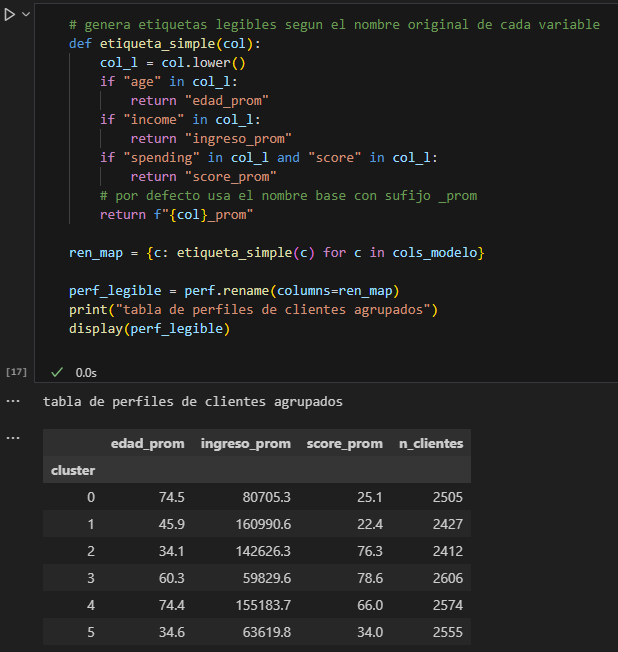 # genera etiquetas legibles segun el nombre original de cada variable
def etiqueta_simple(col):
    col_l = col.lower()
    if "age" in col_l:
        return "edad_prom"
    if "income" in col_l:
        return "ingreso_prom"
    if "spending" in col_l and "score" in col_l:
        return "score_prom"
    # por defecto usa el nombre base con sufijo _prom
    return f"{col}_prom"
ren_map = {c: etiqueta_simple(c) for c in cols_modelo}
perf_legible = perf.rename(columns=ren_map)
print("tabla de perfiles de clientes agrupados")
display(perf_legible)
[17] 0.0s
tabla de perfiles de clientes agrupados
edad_prom ingreso_prom score_prom n_clientes
cluster
0 74.5 80705.3 25.1 2505
1 45.9 160990.6 22.4 2427
2 34.1 142626.3 76.3 2412
3 60.3 59829.6 78.6 2606
4 74.4 155183.7 66.0 2574
5 34.6 63619.8 34.0 2555